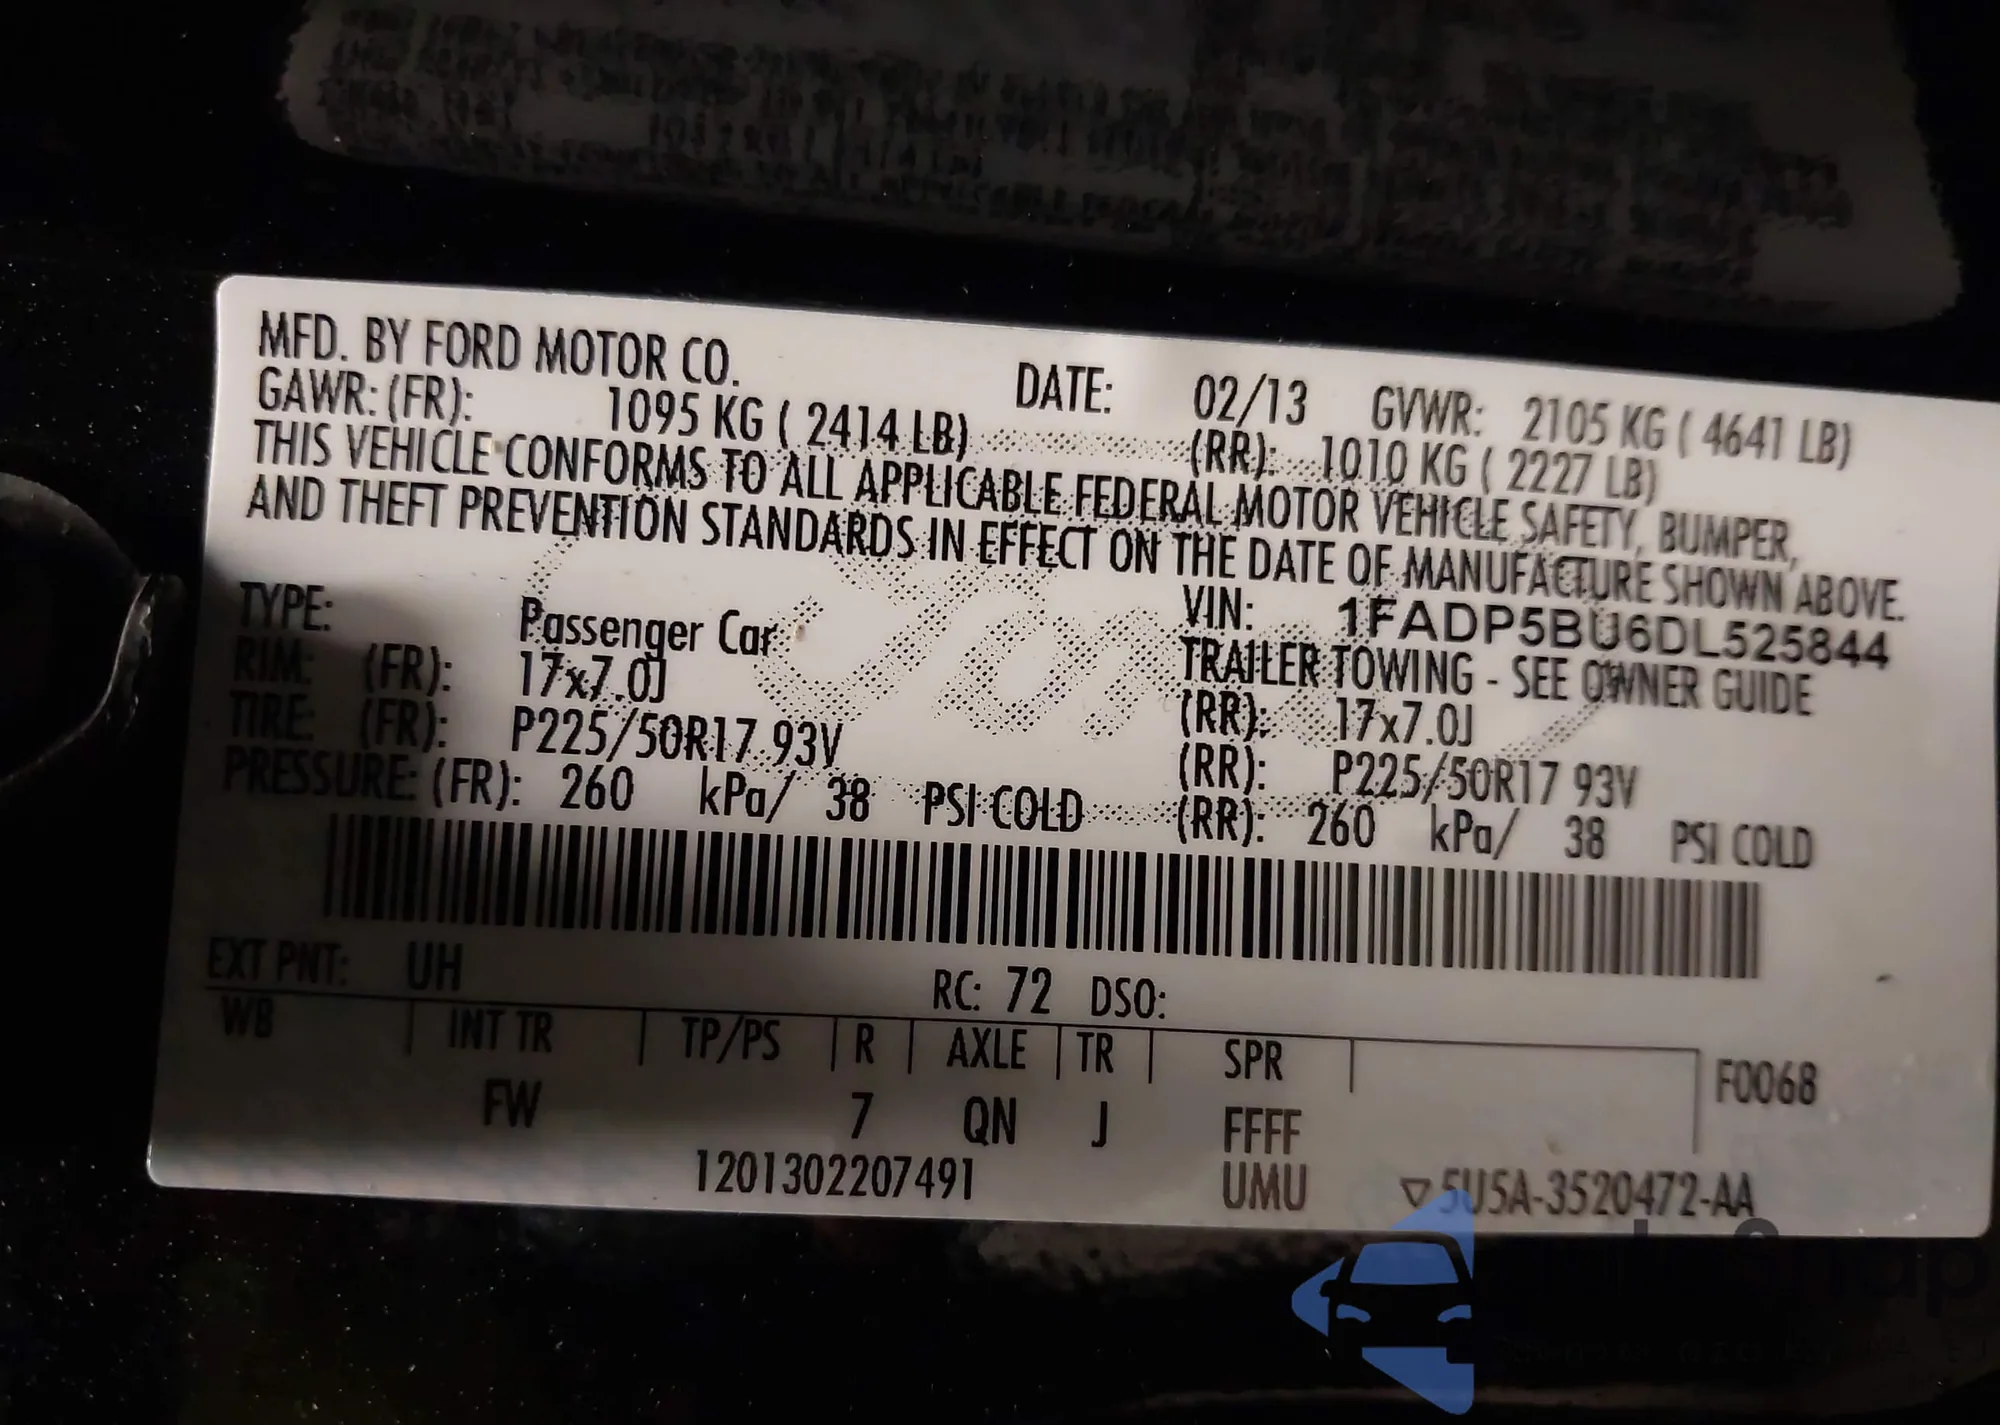 MFD. BY FORD MOTOR CO. DATE: 02/13 GVWR: 2105 KG ( 4641 LB)
GAWR: (FR): 1095 KG ( 2414 LB) (RR): 1010 KG ( 2227 LB)
THIS VEHICLE CONFORMS TO ALL APPLICABLE FEDERAL MOTOR VEHICLE SAFETY, BUMPER,
AND THEFT PREVENTION STANDARDS IN EFFECT ON THE DATE OF MANUFACTURE SHOWN ABOVE.
VIN: 1FADP5BU6DL525844
TYPE: Passenger Car TRAILER TOWING - SEE OWNER GUIDE
RIM: (FR): 17x7.0J (RR): 17x7.0J
TIRE: (FR): P225/50R17 93V (RR): P225/50R17 93V
PRESSURE: (FR): 260 kPa/ 38 PSI COLD (RR): 260 kPa/ 38 PSI COLD
EXT PNT: UH RC: 72 DSO:
WB INT TR TP/PS R AXLE TR SPR F0068
FW 7 QN J FFFF
1201302207491 UMU ▽5U5A-3520472-AA